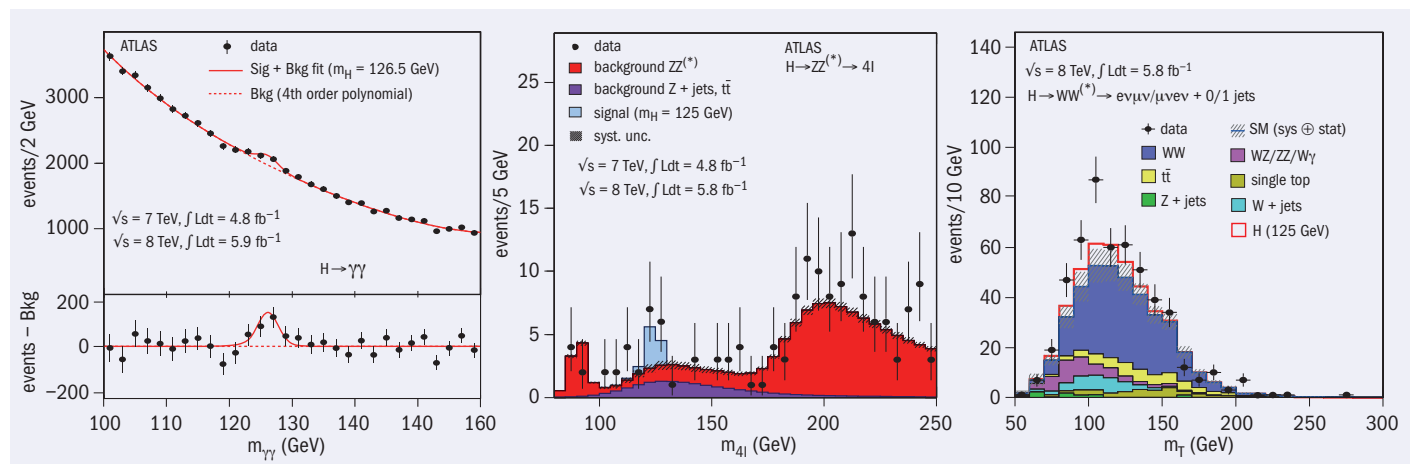 ATLAS
data
Sig + Bkg fit (mH = 126.5 GeV)
Bkg (4th order polynomial)
√s = 7 TeV, ∫ Ldt = 4.8 fb−1
√s = 8 TeV, ∫ Ldt = 5.9 fb−1
H→γγ
events/2 GeV
3000
2000
1000
events – Bkg
200
0
−200
100 110 120 130 140 150 160
mγγ (GeV)
data
background ZZ(*)
background Z + jets, tt̄
signal (mH = 125 GeV)
syst. unc.
ATLAS
H→ZZ(*)→ 4l
√s = 7 TeV, ∫ Ldt = 4.8 fb−1
√s = 8 TeV, ∫ Ldt = 5.8 fb−1
events/5 GeV
25
20
15
10
5
0
100 150 200 250
m4l (GeV)
ATLAS
√s = 8 TeV, ∫ Ldt = 5.8 fb−1
H→WW(*)→ eνμν/μνeν + 0/1 jets
data
WW
tt̄
Z + jets
SM (sys ⊕ stat)
WZ/ZZ/Wγ
single top
W + jets
H (125 GeV)
events/10 GeV
140
120
100
80
60
40
20
0
50 100 150 200 250 300
mT (GeV)